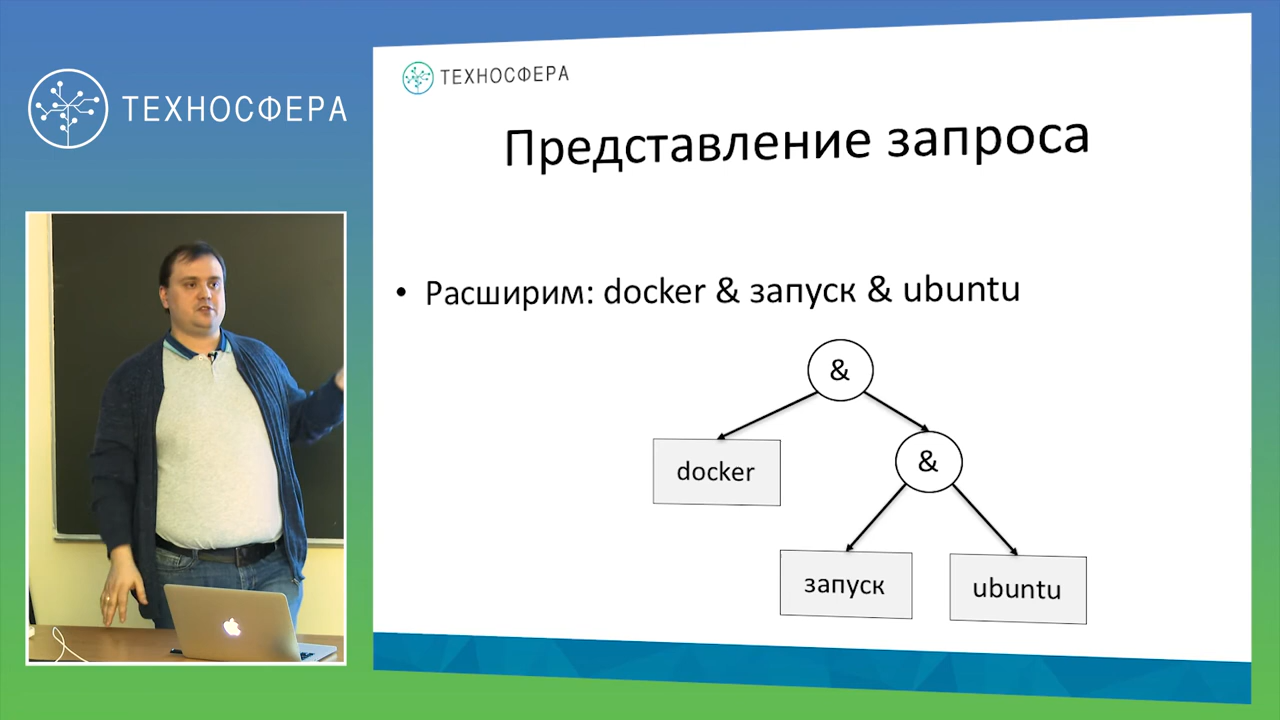 ТЕХНОСФЕРА
ТЕХНОСФЕРА
Представление запроса
• Расширим: docker & запуск & ubuntu
&
docker
&
запуск
ubuntu